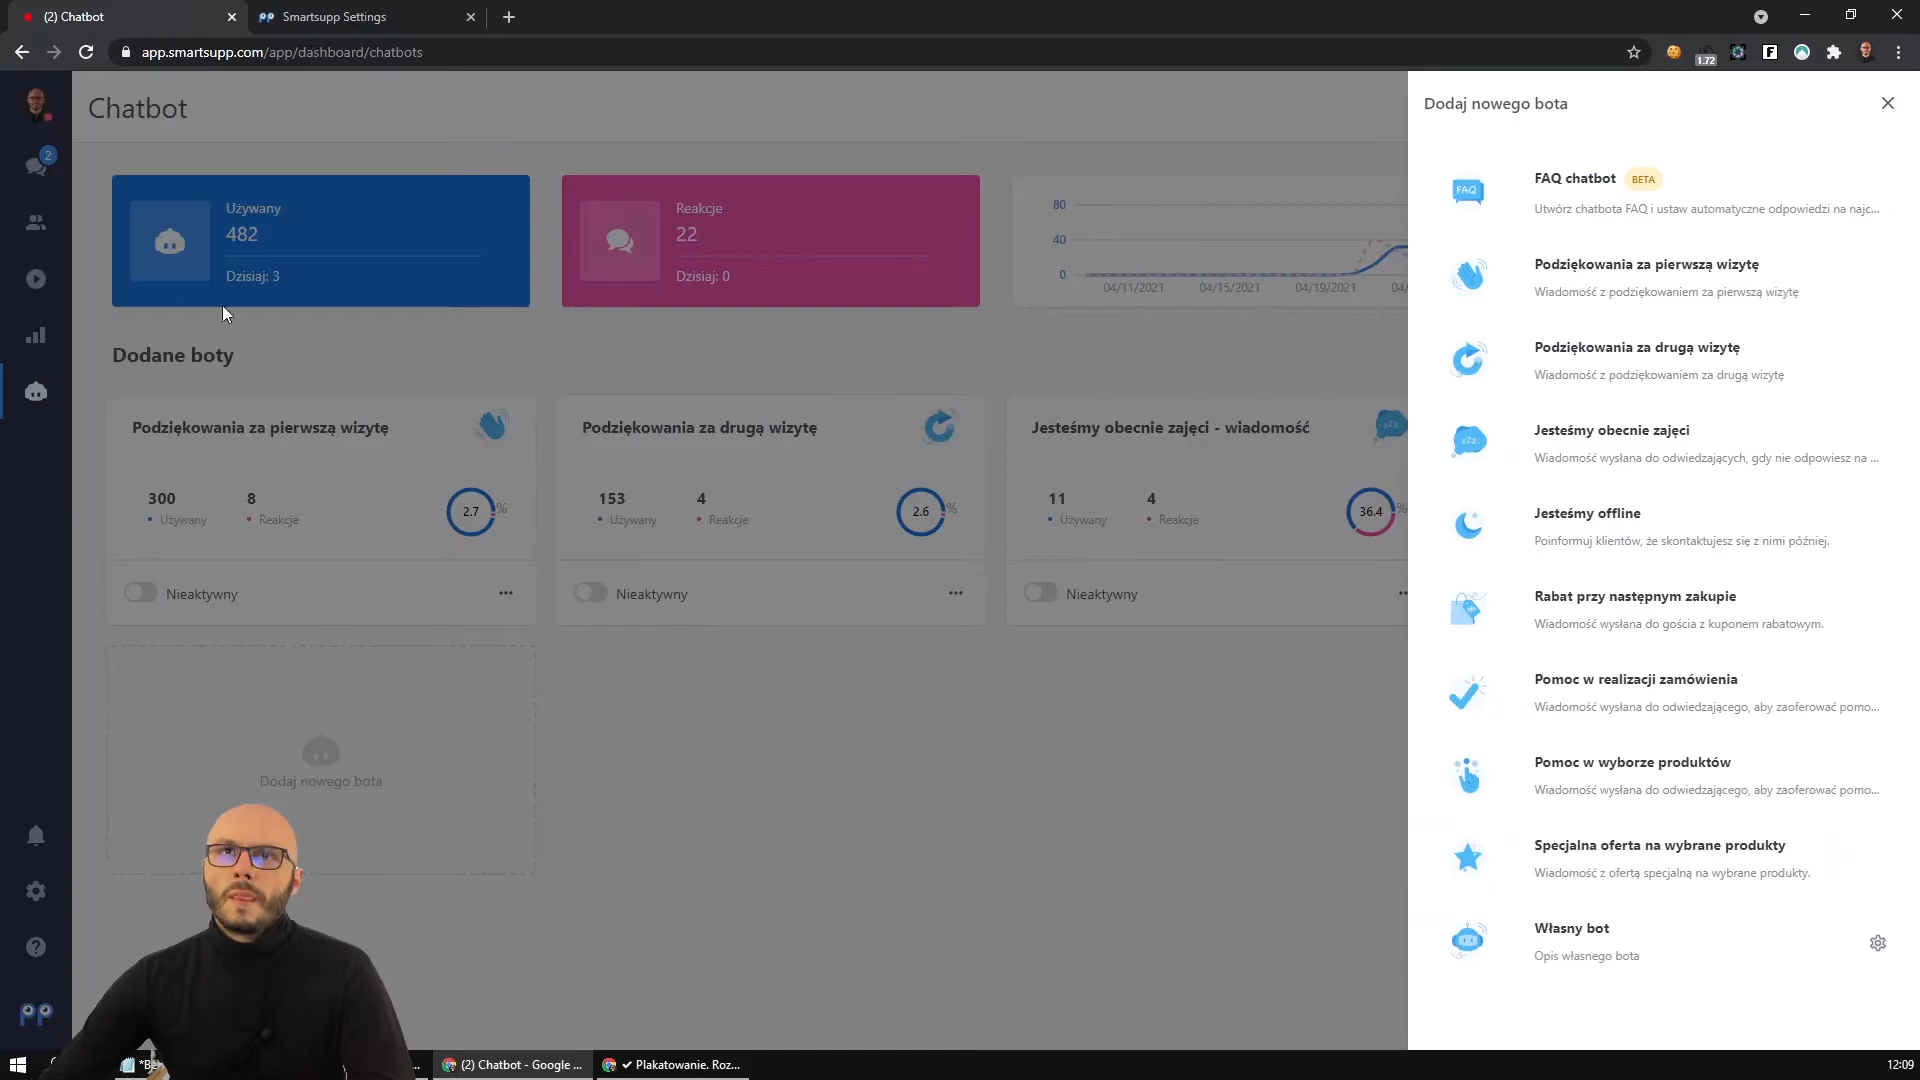 (2) Chatbot
Smartsupp Settings
app.smartsupp.com/app/dashboard/chatbots
1.72
Chatbot
2
Używany
482
Dzisiaj: 3
Reakcje
22
Dzisiaj: 0
80
40
0
04/11/2021
04/15/2021
04/19/2021
04/
Dodane boty
Podziękowania za pierwszą wizytę
300
8
Używany
Reakcje
2.7
%
Nieaktywny
Podziękowania za drugą wizytę
153
4
Używany
Reakcje
2.6
%
Nieaktywny
Jesteśmy obecnie zajęci - wiadomość
zzz
11
4
Używany
Reakcje
36.4
%
Nieaktywny
Dodaj nowego bota
Dodaj nowego bota
FAQ
FAQ chatbot BETA
Utwórz chatbota FAQ i ustaw automatyczne odpowiedzi na najc...
Podziękowania za pierwszą wizytę
Wiadomość z podziękowaniem za pierwszą wizytę
Podziękowania za drugą wizytę
Wiadomość z podziękowaniem za drugą wizytę
zzz
Jesteśmy obecnie zajęci
Wiadomość wysłana do odwiedzających, gdy nie odpowiesz na ...
Jesteśmy offline
Poinformuj klientów, że skontaktujesz się z nimi później.
Rabat przy następnym zakupie
Wiadomość wysłana do gościa z kuponem rabatowym.
Pomoc w realizacji zamówienia
Wiadomość wysłana do odwiedzającego, aby zaoferować pomo...
Pomoc w wyborze produktów
Wiadomość wysłana do odwiedzającego, aby zaoferować pomo...
Specjalna oferta na wybrane produkty
Wiadomość z ofertą specjalną na wybrane produkty.
Własny bot
Opis własnego bota
(2) Chatbot - Google ...
✓ Plakatowanie. Roz...
12:09